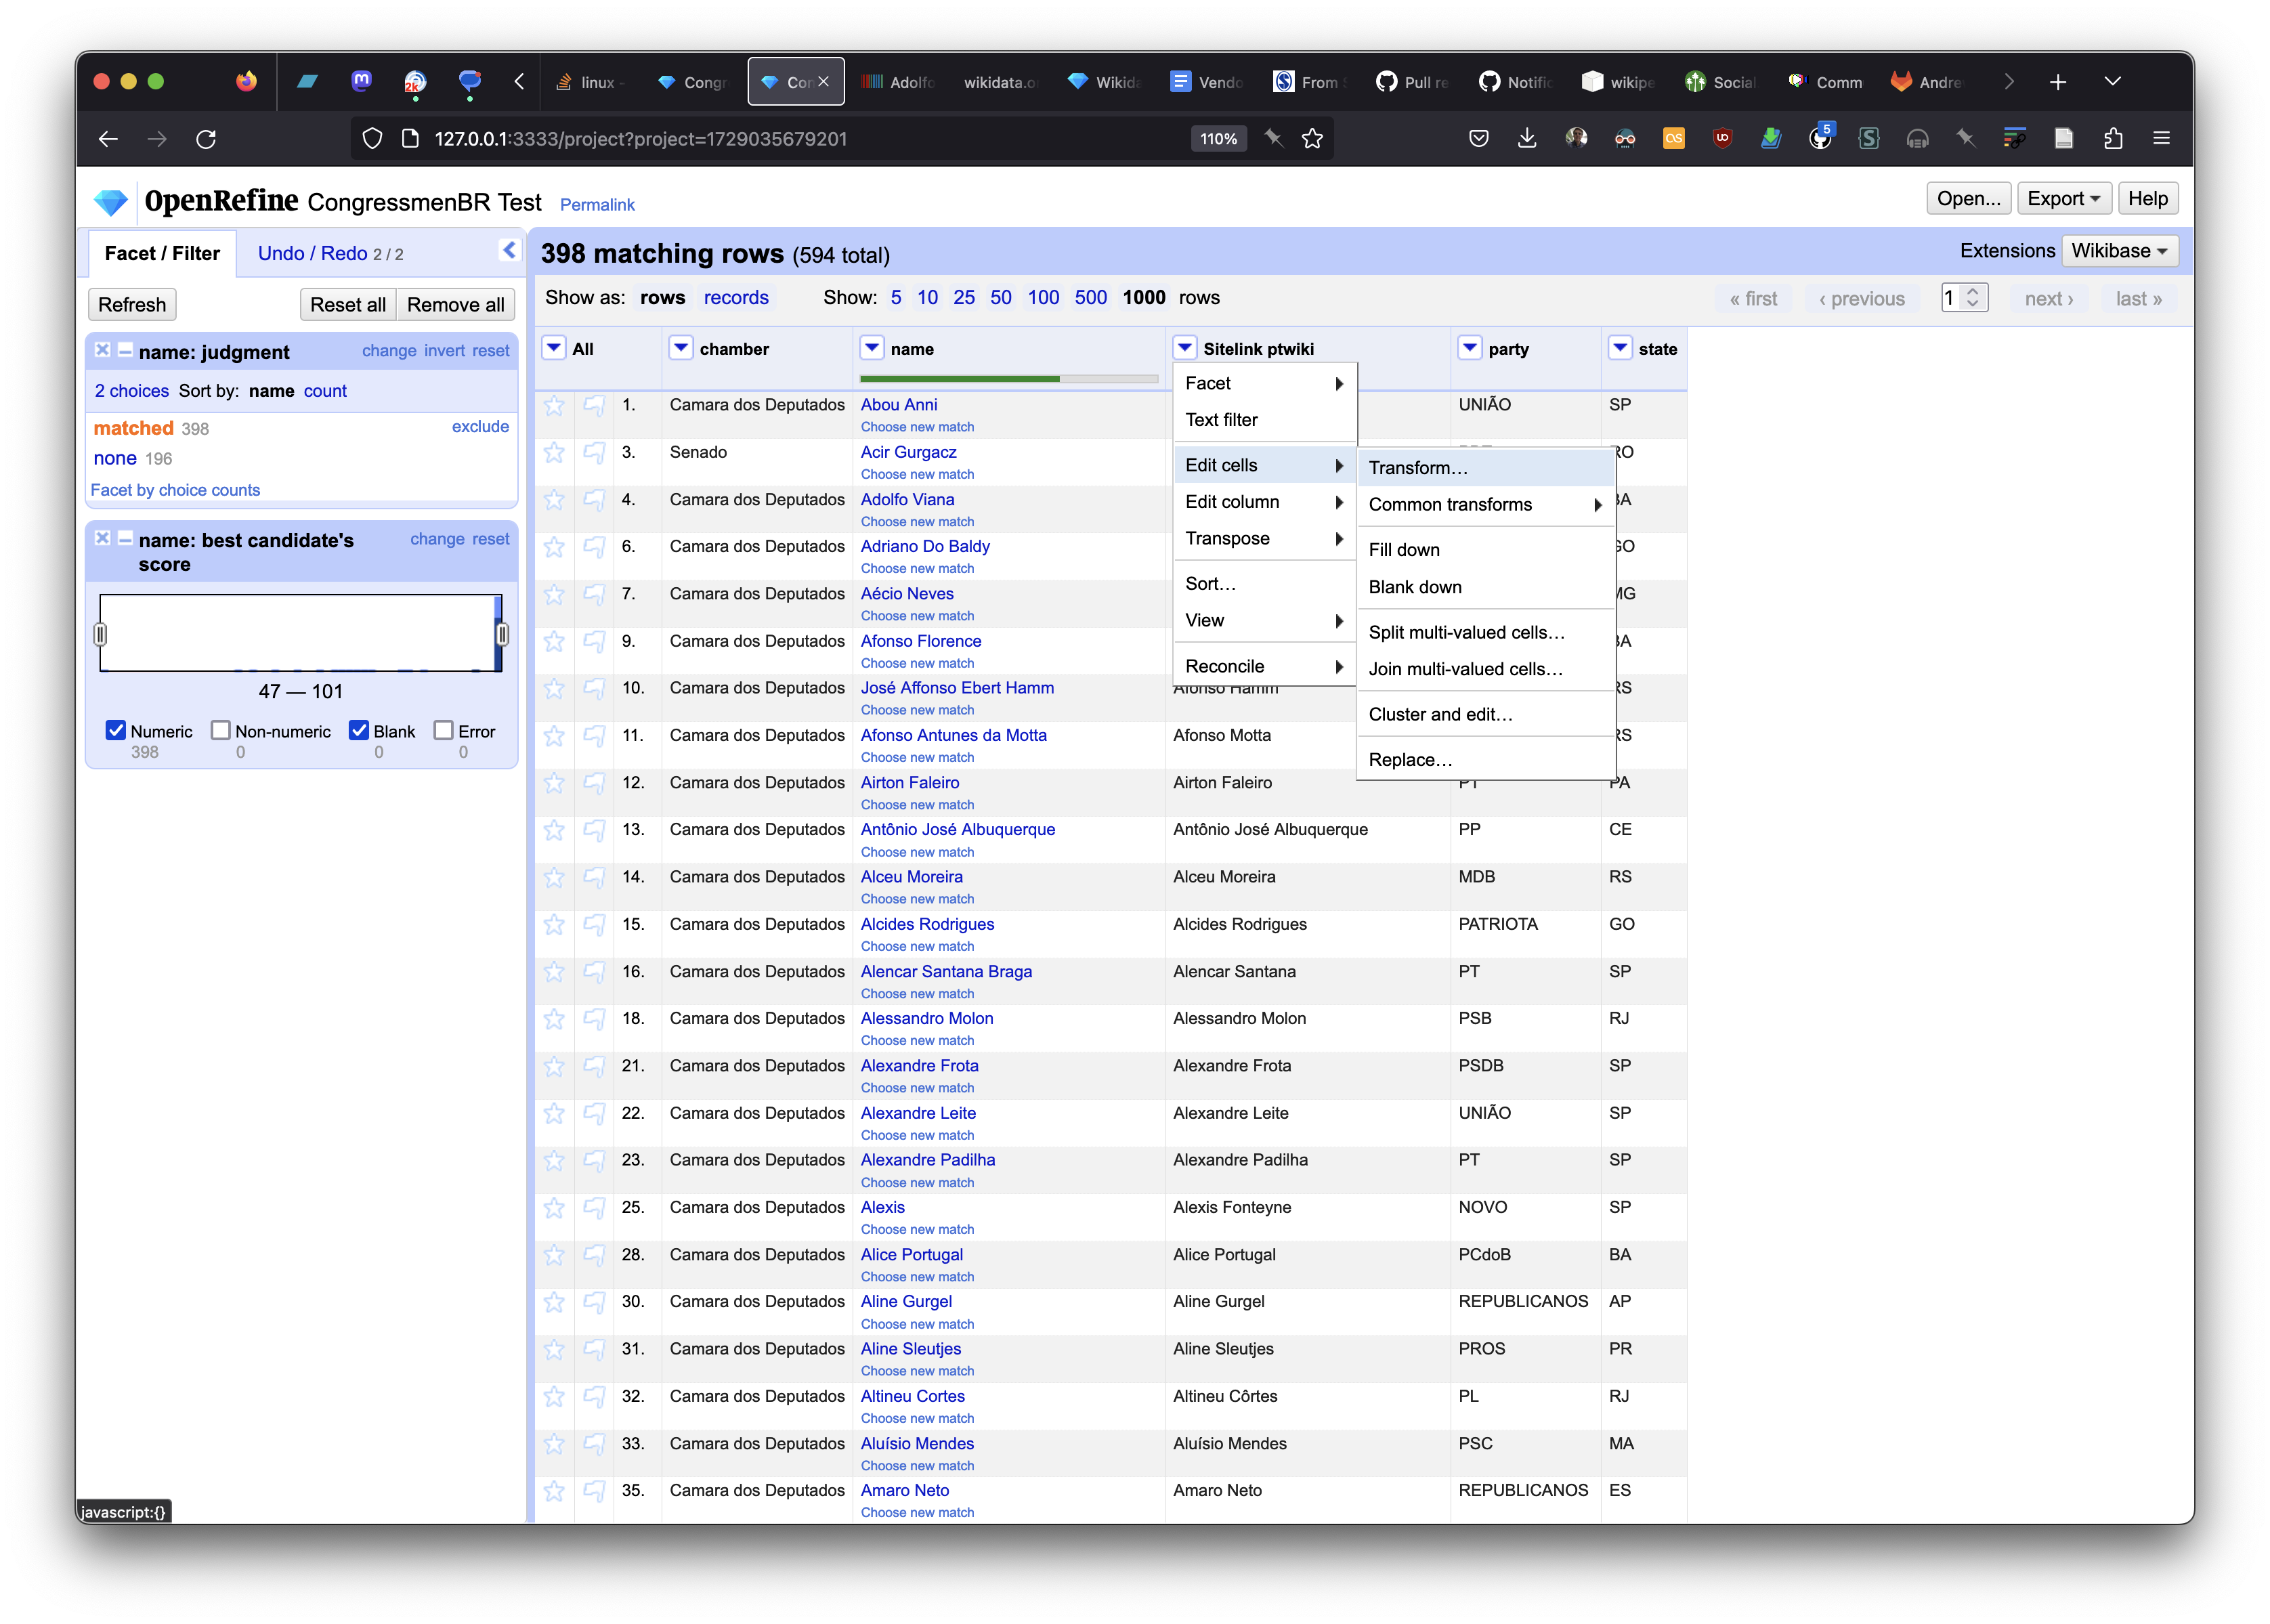 linux -
Congr
Con
Adolfo
wikidata.o
Wikida
Vendo
From S
Pull re
Notific
wikipe
Social
Comm
Andre
127.0.0.1:3333/project?project=1729035679201
110%
5
OpenRefine CongressmenBR Test Permalink
Open... Export Help
Facet / Filter Undo / Redo 2 / 2
398 matching rows (594 total)
Extensions Wikibase
Refresh Reset all Remove all
Show as: rows records Show: 5 10 25 50 100 500 1000 rows
« first ‹ previous 1 next › last »
name: judgment change invert reset
2 choices Sort by: name count
matched 398 exclude
none 196
Facet by choice counts
name: best candidate's score change reset
47 — 101
Numeric 398
Non-numeric 0
Blank 0
Error 0
All chamber name Sitelink ptwiki party state
Facet
Text filter
Edit cells
Edit column
Transpose
Sort...
View
Reconcile
Transform...
Common transforms
Fill down
Blank down
Split multi-valued cells...
Join multi-valued cells...
Cluster and edit...
Replace...
1. Camara dos Deputados Abou Anni UNIÃO SP
Choose new match
3. Senado Acir Gurgacz RO
Choose new match
4. Camara dos Deputados Adolfo Viana BA
Choose new match
6. Camara dos Deputados Adriano Do Baldy GO
Choose new match
7. Camara dos Deputados Aécio Neves MG
Choose new match
9. Camara dos Deputados Afonso Florence BA
Choose new match
10. Camara dos Deputados José Affonso Ebert Hamm Afonso Hamm RS
Choose new match
11. Camara dos Deputados Afonso Antunes da Motta Afonso Motta RS
Choose new match
12. Camara dos Deputados Airton Faleiro Airton Faleiro PT PA
Choose new match
13. Camara dos Deputados Antônio José Albuquerque Antônio José Albuquerque PP CE
Choose new match
14. Camara dos Deputados Alceu Moreira Alceu Moreira MDB RS
Choose new match
15. Camara dos Deputados Alcides Rodrigues Alcides Rodrigues PATRIOTA GO
Choose new match
16. Camara dos Deputados Alencar Santana Braga Alencar Santana PT SP
Choose new match
18. Camara dos Deputados Alessandro Molon Alessandro Molon PSB RJ
Choose new match
21. Camara dos Deputados Alexandre Frota Alexandre Frota PSDB SP
Choose new match
22. Camara dos Deputados Alexandre Leite Alexandre Leite UNIÃO SP
Choose new match
23. Camara dos Deputados Alexandre Padilha Alexandre Padilha PT SP
Choose new match
25. Camara dos Deputados Alexis Alexis Fonteyne NOVO SP
Choose new match
28. Camara dos Deputados Alice Portugal Alice Portugal PCdoB BA
Choose new match
30. Camara dos Deputados Aline Gurgel Aline Gurgel REPUBLICANOS AP
Choose new match
31. Camara dos Deputados Aline Sleutjes Aline Sleutjes PROS PR
Choose new match
32. Camara dos Deputados Altineu Cortes Altineu Côrtes PL RJ
Choose new match
33. Camara dos Deputados Aluísio Mendes Aluísio Mendes PSC MA
Choose new match
35. Camara dos Deputados Amaro Neto Amaro Neto REPUBLICANOS ES
Choose new match
javascript:{}